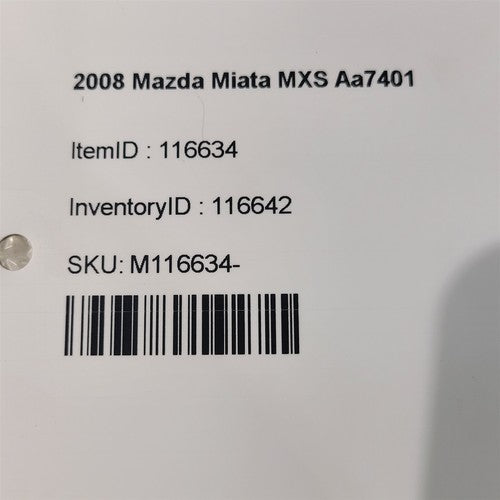 2008 Mazda Miata MXS Aa7401
ItemID : 116634
InventoryID : 116642
SKU: M116634-